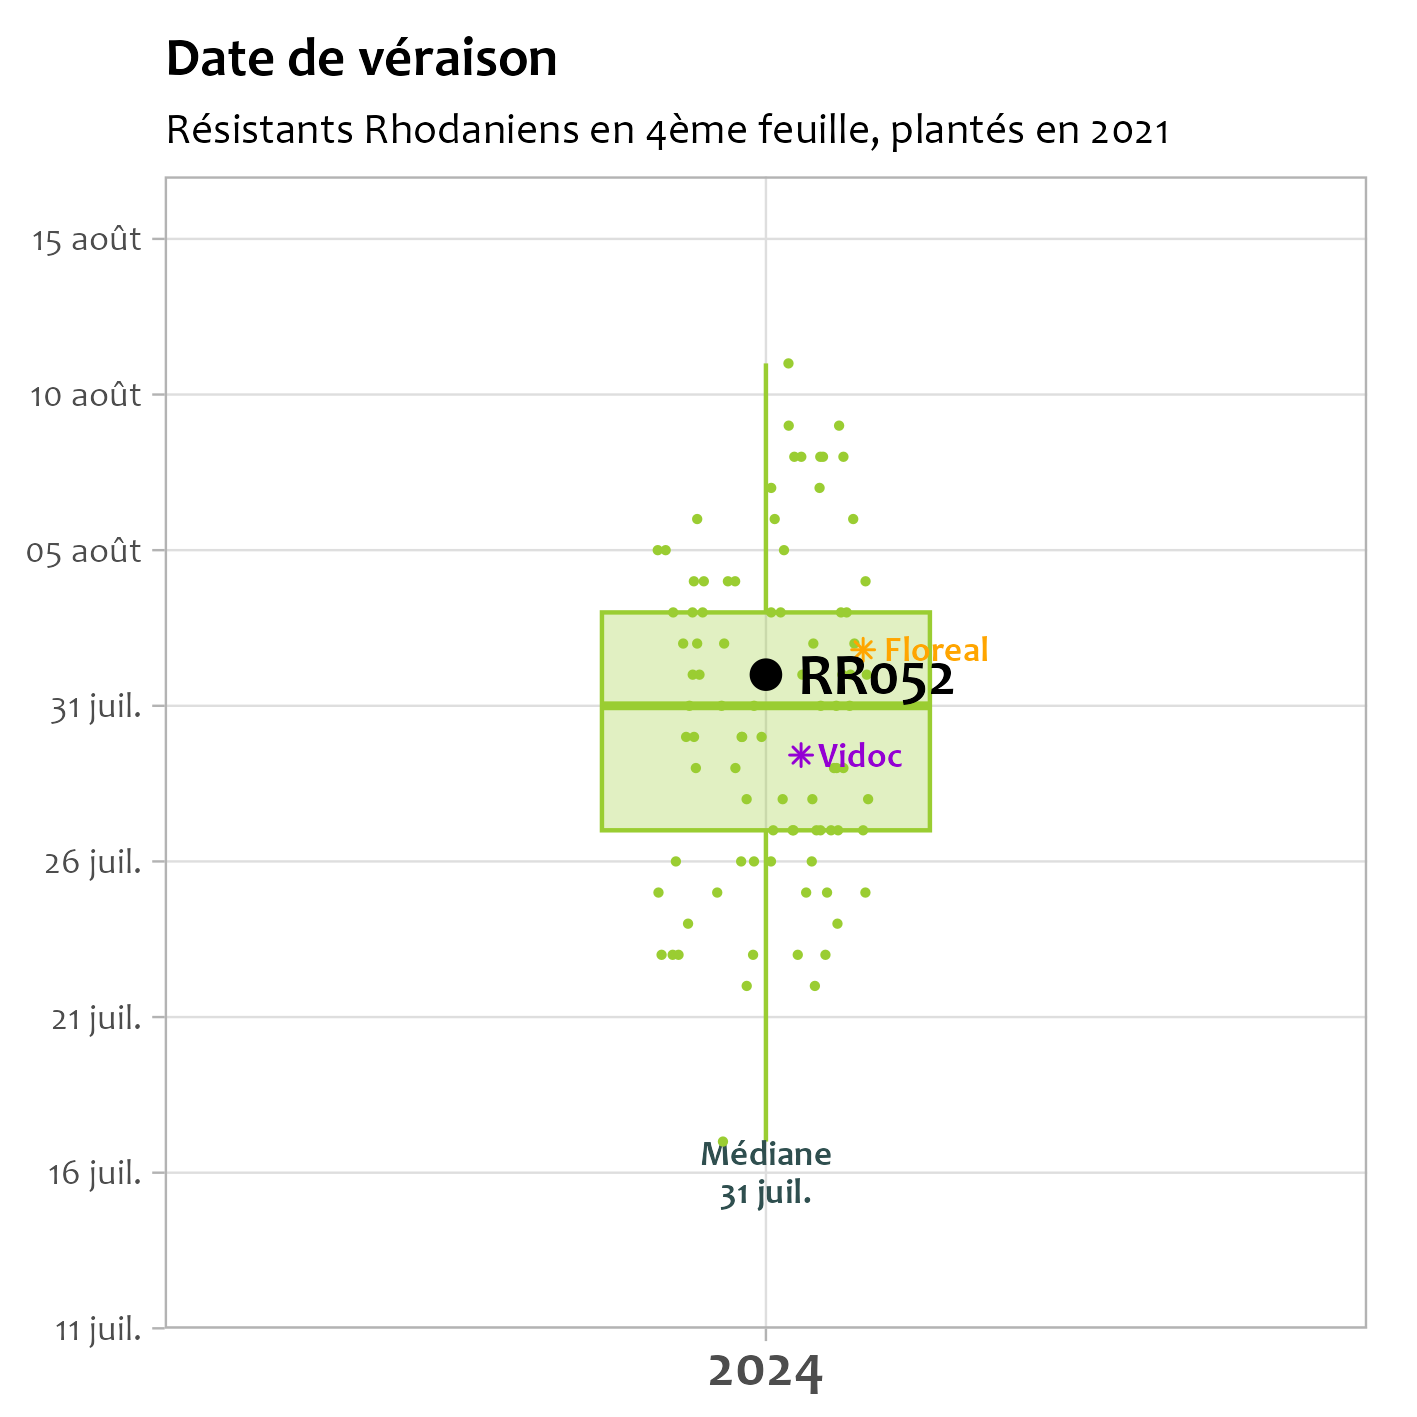 Date de véraison
Résistants Rhodaniens en 4ème feuille, plantés en 2021
15 août
10 août
05 août
Floreal
RR052
31 juil.
Vidoc
26 juil.
21 juil.
16 juil.
Médiane
31 juil.
11 juil.
2024